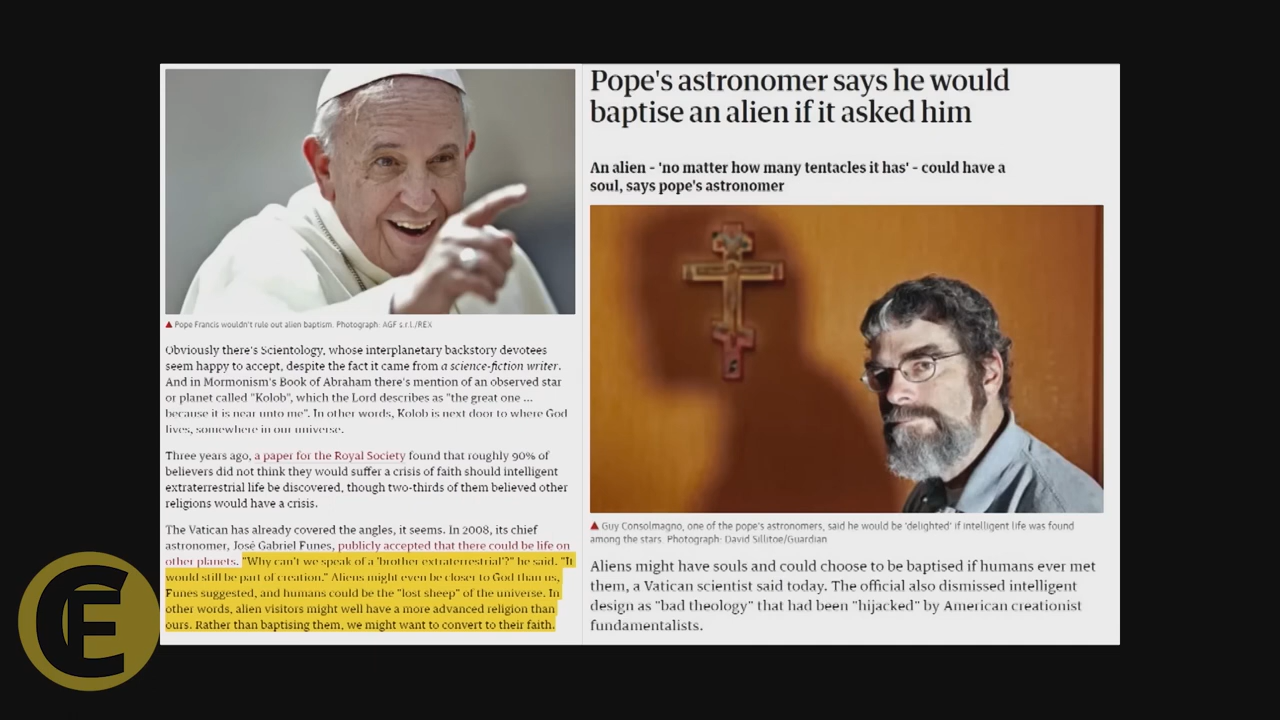 ▲ Pope Francis wouldn't rule out alien baptism. Photograph: AGF s.r.l./REX
Obviously there's Scientology, whose interplanetary backstory devotees
seem happy to accept, despite the fact it came from a science-fiction writer.
And in Mormonism's Book of Abraham there's mention of an observed star
or planet called "Kolob", which the Lord describes as "the great one ...
because it is near unto me". In other words, Kolob is next door to where God
lives, somewhere in our universe.
Three years ago, a paper for the Royal Society found that roughly 90% of
believers did not think they would suffer a crisis of faith should intelligent
extraterrestrial life be discovered, though two-thirds of them believed other
religions would have a crisis.
The Vatican has already covered the angles, it seems. In 2008, its chief
astronomer, José Gabriel Funes, publicly accepted that there could be life on
other planets. "Why can't we speak of a 'brother extraterrestrial'?" he said. "It
would still be part of creation." Aliens might even be closer to God than us,
Funes suggested, and humans could be the "lost sheep" of the universe. In
other words, alien visitors might well have a more advanced religion than
ours. Rather than baptising them, we might want to convert to their faith.
Pope's astronomer says he would
baptise an alien if it asked him
An alien – 'no matter how many tentacles it has' – could have a
soul, says pope's astronomer
▲ Guy Consolmagno, one of the pope's astronomers, said he would be 'delighted' if intelligent life was found
among the stars. Photograph: David Sillitoe/Guardian
Aliens might have souls and could choose to be baptised if humans ever met
them, a Vatican scientist said today. The official also dismissed intelligent
design as "bad theology" that had been "hijacked" by American creationist
fundamentalists.
CE